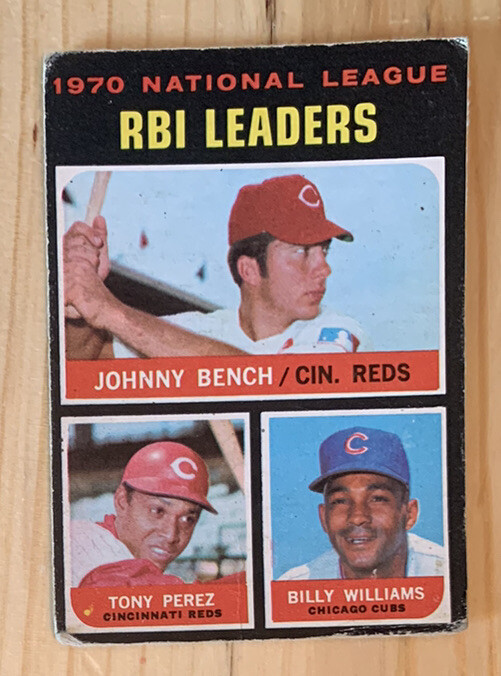 1970 NATIONAL LEAGUE
RBI LEADERS
JOHNNY BENCH / CIN. REDS
TONY PEREZ
CINCINNATI REDS
BILLY WILLIAMS
CHICAGO CUBS